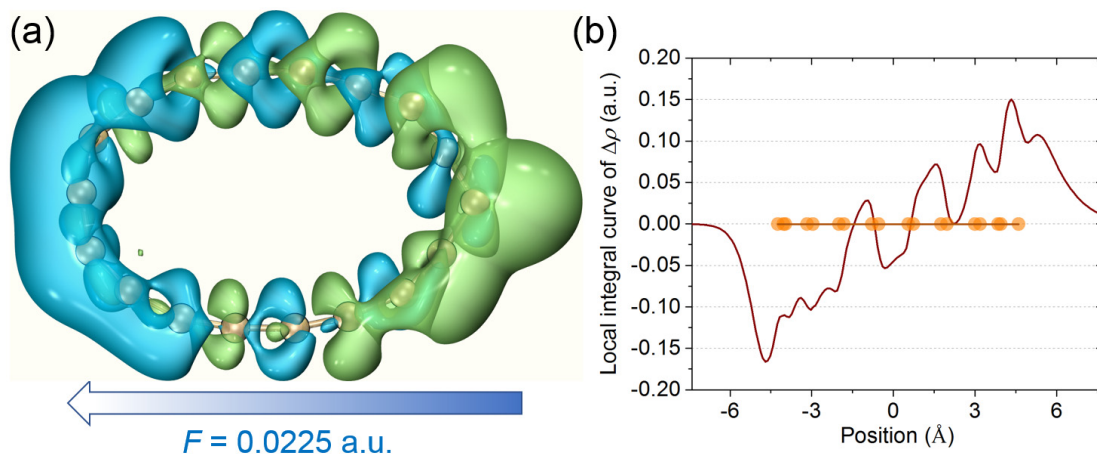 (a)
F = 0.0225 a.u.
(b)
Local integral curve of Δρ (a.u.)
0.20
0.15
0.10
0.05
0.00
-0.05
-0.10
-0.15
-0.20
-6 -3 0 3 6
Position (Å)